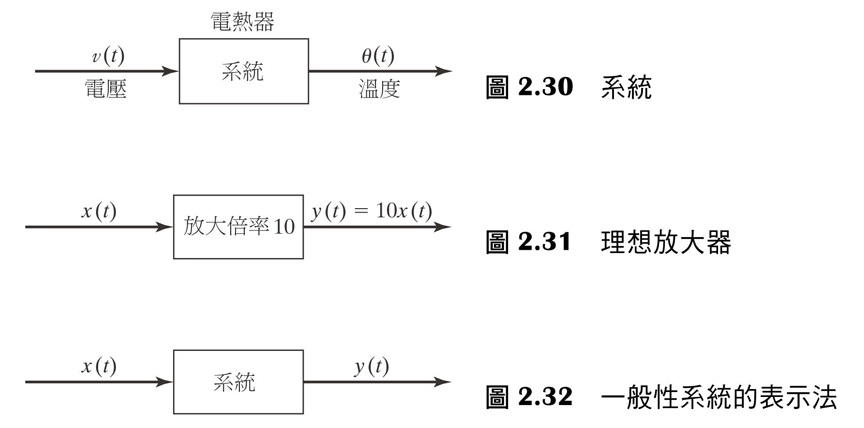 電熱器
v(t)
系統
θ(t)
電壓
溫度
圖 2.30 系統
x(t)
放大倍率10
y(t) = 10x(t)
圖 2.31 理想放大器
x(t)
系統
y(t)
圖 2.32 一般性系統的表示法